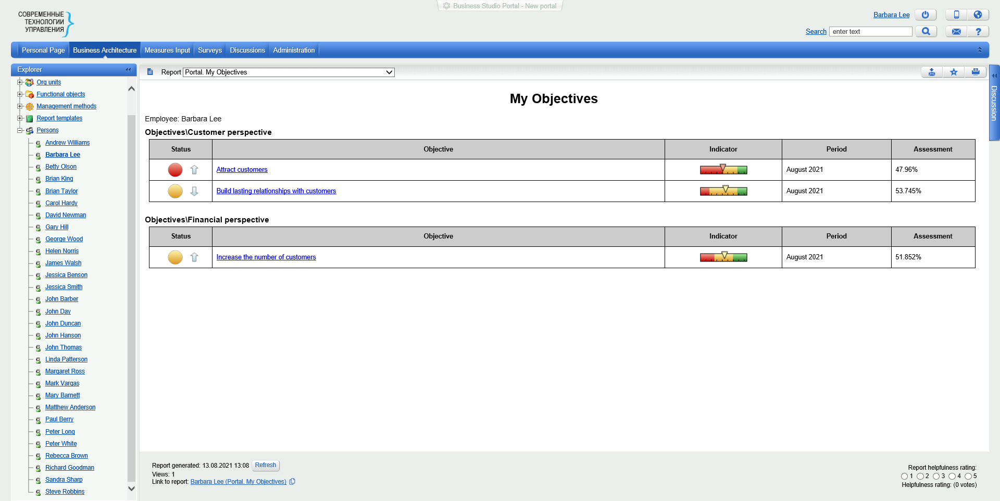 Business Studio Portal - New portal
СОВРЕМЕННЫЕ
ТЕХНОЛОГИИ
УПРАВЛЕНИЯ
Barbara Lee
Search enter text
Personal Page Business Architecture Measures Input Surveys Discussions Administration
Explorer
Org units
Functional objects
Management methods
Report templates
Persons
Andrew Williams
Barbara Lee
Betty Olson
Brian King
Brian Taylor
Carol Hardy
David Newman
Gary Hill
George Wood
Helen Norris
James Walsh
Jessica Benson
Jessica Smith
John Barber
John Day
John Duncan
John Hanson
John Thomas
Linda Patterson
Margaret Ross
Mark Vargas
Mary Barnett
Matthew Anderson
Paul Berry
Peter Long
Peter White
Rebecca Brown
Richard Goodman
Sandra Sharp
Steve Robbins
Report Portal. My Objectives
My Objectives
Employee: Barbara Lee
Objectives\Customer perspective
Status Objective Indicator Period Assessment
Attract customers August 2021 47.96%
Build lasting relationships with customers August 2021 53.745%
Objectives\Financial perspective
Status Objective Indicator Period Assessment
Increase the number of customers August 2021 51.852%
Discussion
Report generated: 13.08.2021 13:08 Refresh
Views: 1
Link to report: Barbara Lee (Portal. My Objectives)
Report helpfulness rating:
1 2 3 4 5
Helpfulness rating: (0 votes)